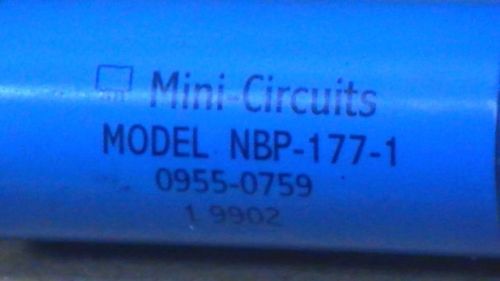 Mini-Circuits
MODEL NBP-177-1
0955-0759
1 9902